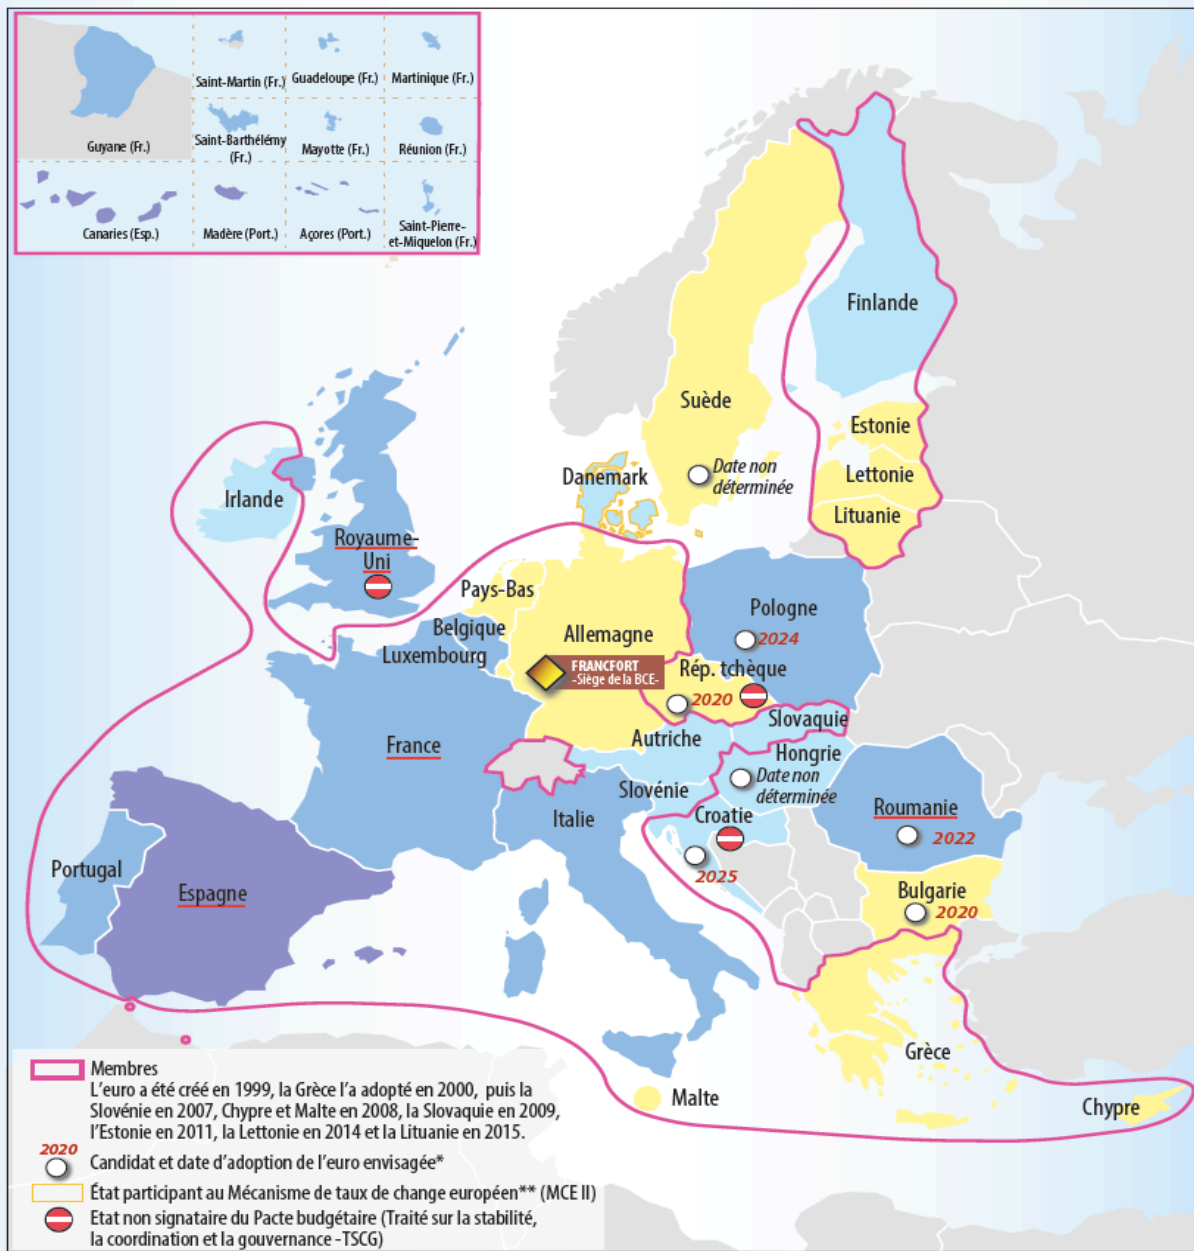 Guyane (Fr.)
Saint-Martin (Fr.)
Guadeloupe (Fr.)
Martinique (Fr.)
Saint-Barthélémy
(Fr.)
Mayotte (Fr.)
Réunion (Fr.)
Canaries (Esp.)
Madère (Port.)
Açores (Port.)
Saint-Pierre-
et-Miquelon (Fr.)
Finlande
Suède
Date non
déterminée
Estonie
Lettonie
Lituanie
Danemark
Irlande
Royaume-
Uni
Pays-Bas
Belgique
Luxembourg
Allemagne
FRANCFORT
-Siège de la BCE-
Pologne
2024
Rép. tchèque
2020
Slovaquie
Autriche
Hongrie
Date non
déterminée
France
Slovénie
Croatie
2025
Italie
Roumanie
2022
Bulgarie
2020
Portugal
Espagne
Grèce
Malte
Chypre
Membres
L'euro a été créé en 1999, la Grèce l'a adopté en 2000, puis la
Slovénie en 2007, Chypre et Malte en 2008, la Slovaquie en 2009,
l'Estonie en 2011, la Lettonie en 2014 et la Lituanie en 2015.
2020
Candidat et date d'adoption de l'euro envisagée*
État participant au Mécanisme de taux de change européen** (MCE II)
Etat non signataire du Pacte budgétaire (Traité sur la stabilité,
la coordination et la gouvernance -TSCG)